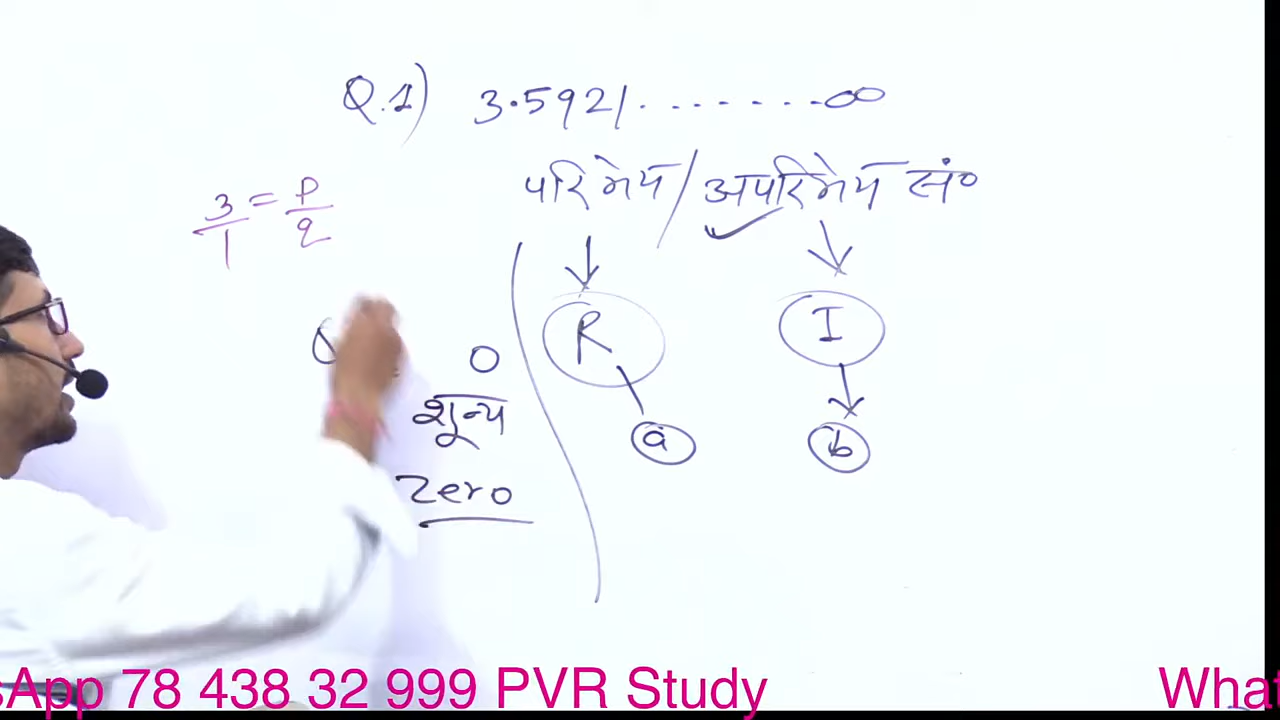 Q.1) 3.5921.........∞
परिमेय/अपरिमेय सं०
3/1 = p/q
R I
0
शून्य
a b
Zero
sApp 78 438 32 999 PVR Study What